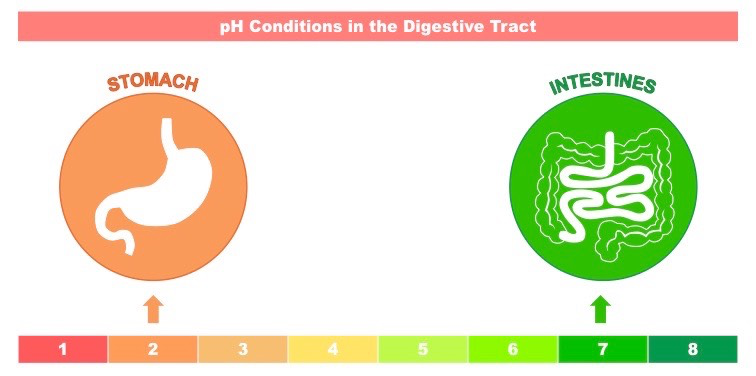 pH Conditions in the Digestive Tract
STOMACH
INTESTINES
1 2 3 4 5 6 7 8